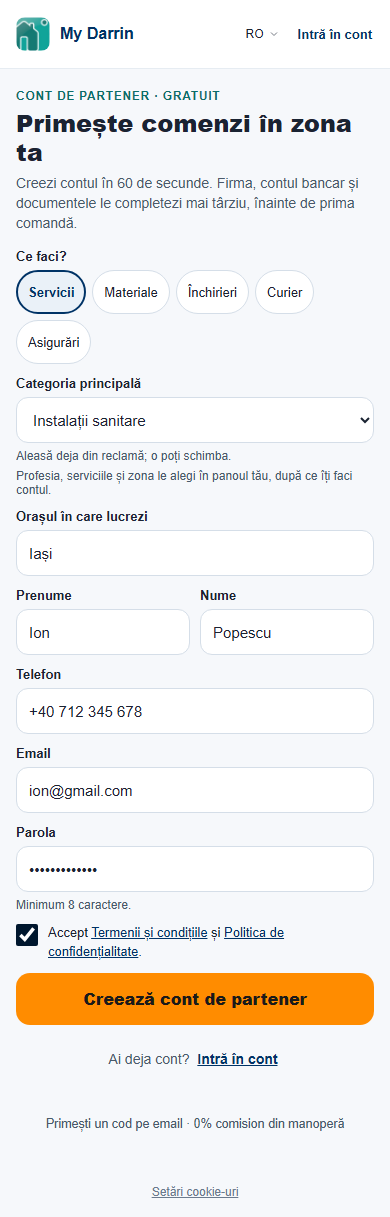 My Darrin
RO
Intră în cont
CONT DE PARTENER · GRATUIT
Primește comenzi în zona
ta
Creezi contul în 60 de secunde. Firma, contul bancar și
documentele le completezi mai târziu, înainte de prima
comandă.
Ce faci?
Servicii
Materiale
Închirieri
Curier
Asigurări
Categoria principală
Instalații sanitare
Aleasă deja din reclamă; o poți schimba.
Profesia, serviciile și zona le alegi în panoul tău, după ce îți faci
contul.
Orașul în care lucrezi
Iași
Prenume
Nume
Ion
Popescu
Telefon
+40 712 345 678
Email
ion@gmail.com
Parola
•••••••••••••
Minimum 8 caractere.
Accept Termenii și condițiile și Politica de
confidențialitate.
Creează cont de partener
Ai deja cont? Intră în cont
Primești un cod pe email · 0% comision din manoperă
Setări cookie-uri